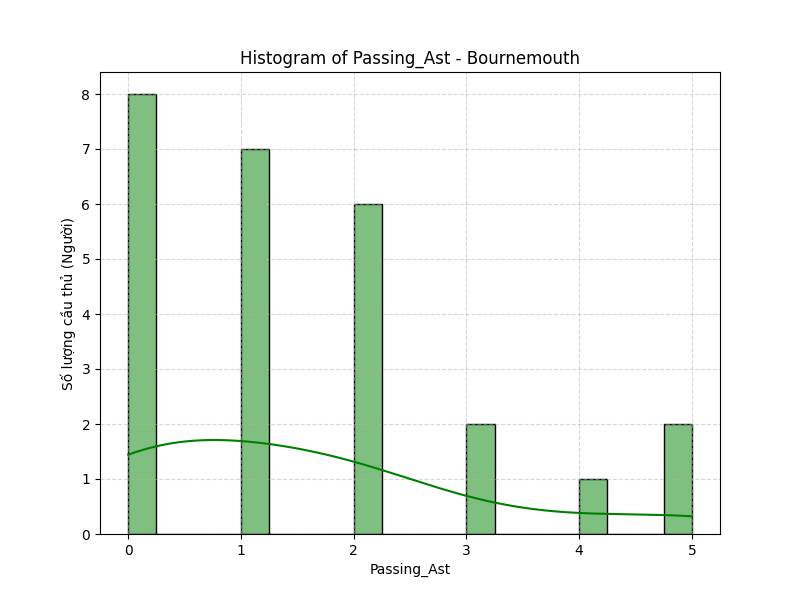 Histogram of Passing_Ast - Bournemouth
Số lượng cầu thủ (Người)
8
7
6
5
4
3
2
1
0
0 1 2 3 4 5
Passing_Ast